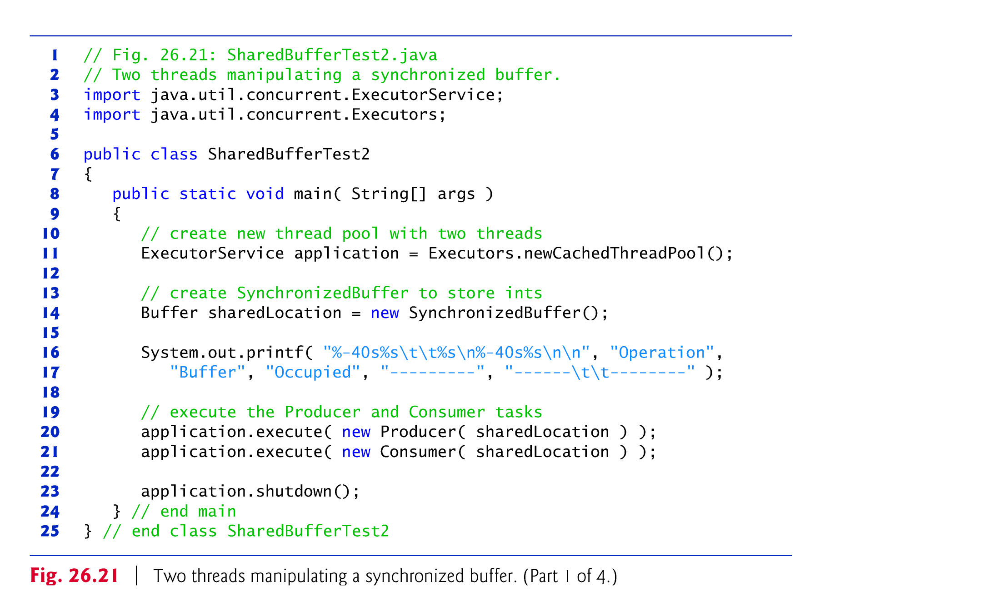 1 // Fig. 26.21: SharedBufferTest2.java
2 // Two threads manipulating a synchronized buffer.
3 import java.util.concurrent.ExecutorService;
4 import java.util.concurrent.Executors;
5
6 public class SharedBufferTest2
7 {
8    public static void main( String[] args )
9    {
10       // create new thread pool with two threads
11       ExecutorService application = Executors.newCachedThreadPool();
12
13       // create SynchronizedBuffer to store ints
14       Buffer sharedLocation = new SynchronizedBuffer();
15
16       System.out.printf( "%-40s%s\t\t%s\n%-40s%s\n\n", "Operation",
17          "Buffer", "Occupied", "---------", "------\t\t--------" );
18
19       // execute the Producer and Consumer tasks
20       application.execute( new Producer( sharedLocation ) );
21       application.execute( new Consumer( sharedLocation ) );
22
23       application.shutdown();
24    } // end main
25 } // end class SharedBufferTest2
Fig. 26.21 | Two threads manipulating a synchronized buffer. (Part 1 of 4.)